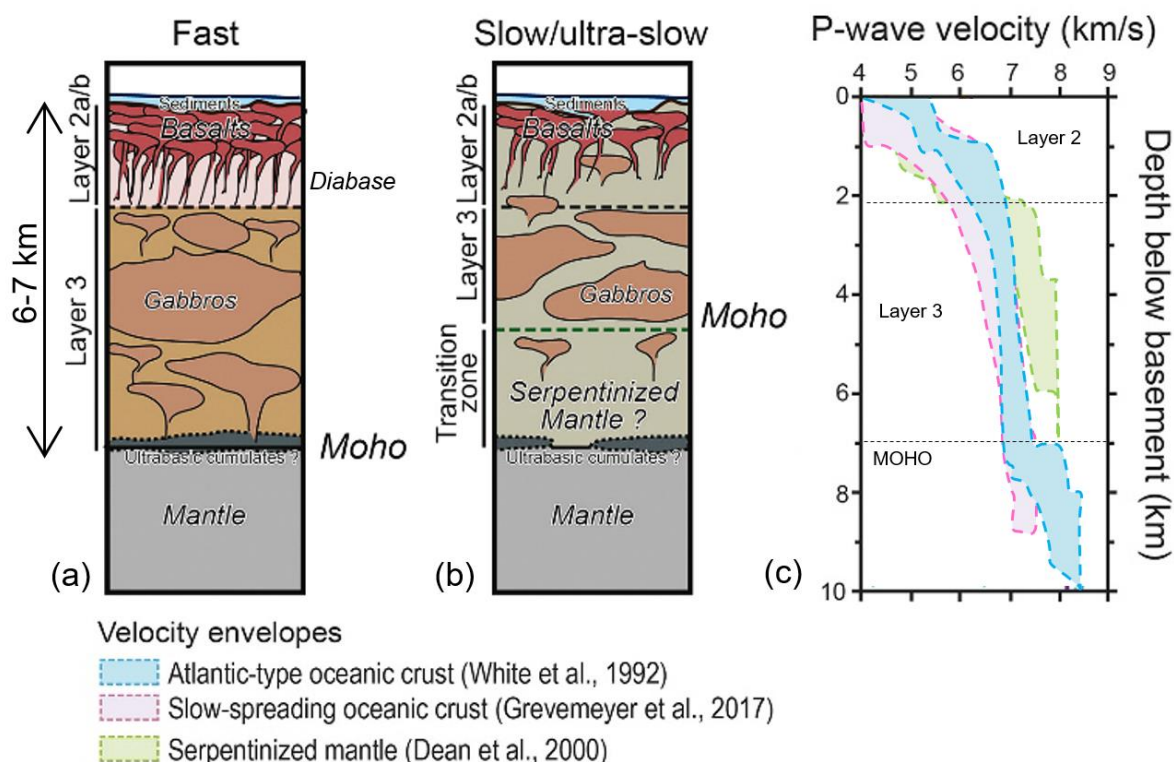 Fast
Layer 2a/b
Layer 3
6-7 km
Sediments
Basalts
Diabase
Gabbros
Moho
Ultrabasic cumulates ?
Mantle
(a)
Slow/ultra-slow
Layer 2a/b
Layer 3
Transition
zone
Sediments
Basalts
Gabbros
Moho
Serpentinized
Mantle ?
Ultrabasic cumulates ?
Mantle
(b)
P-wave velocity (km/s)
4 5 6 7 8 9
0
2
4
6
8
10
Layer 2
Layer 3
MOHO
Depth below basement (km)
(c)
Velocity envelopes
Atlantic-type oceanic crust (White et al., 1992)
Slow-spreading oceanic crust (Grevemeyer et al., 2017)
Serpentinized mantle (Dean et al., 2000)